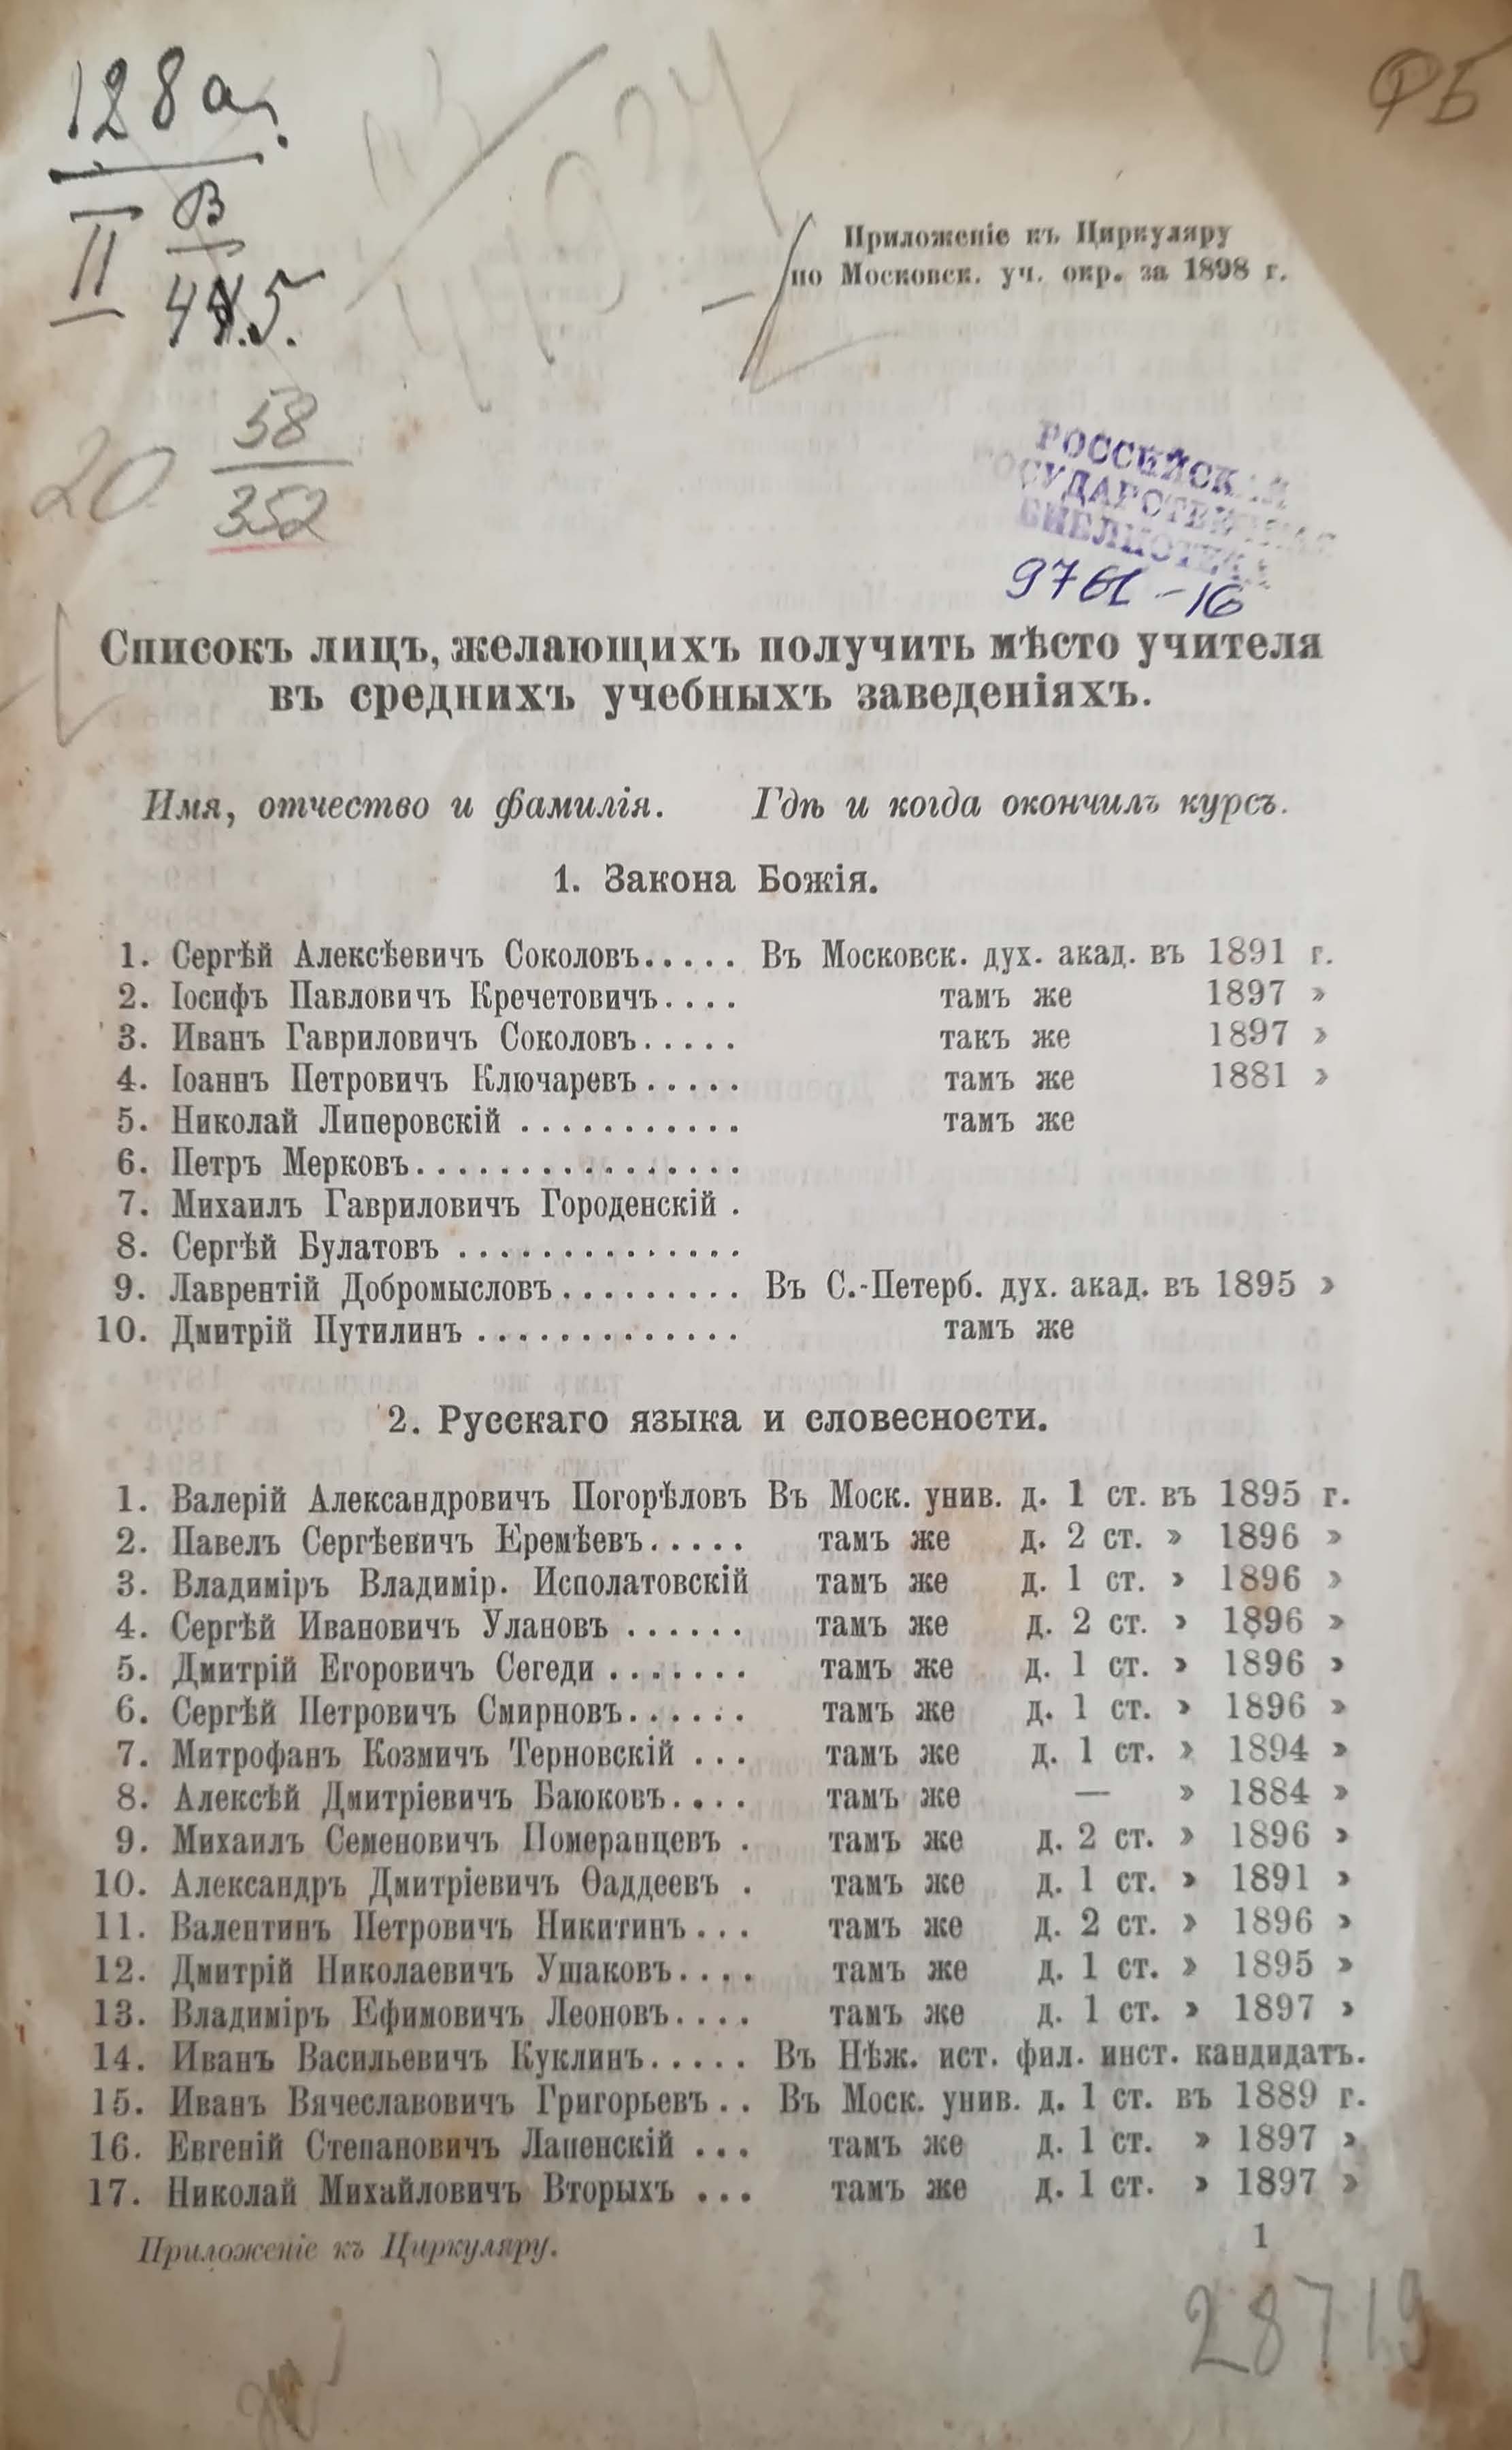 128а.
II В
445.
ФБ
Приложеніе къ Циркуляру
по Московск. уч. окр. за 1898 г.
20 58
352
РОССИЙСКАЯ
ГОСУДАРСТВЕННАЯ
БИБЛИОТЕКА
Списокъ лицъ, желающихъ получить мѣсто учителя
въ среднихъ учебныхъ заведеніяхъ.
Имя, отчество и фамилія. Гдѣ и когда окончилъ курсъ.
1. Закона Божія.
1. Сергѣй Алексѣевичъ Соколовъ..... Въ Московск. дух. акад. въ 1891 г.
2. Іосифъ Павловичъ Кречетовичъ.... тамъ же 1897 »
3. Иванъ Гавриловичъ Соколовъ..... такъ же 1897 »
4. Іоаннъ Петровичъ Ключаревъ..... тамъ же 1881 »
5. Николай Липеровскій ........... тамъ же
6. Петръ Мерковъ................
7. Михаилъ Гавриловичъ Городенскій .
8. Сергѣй Булатовъ ..............
9. Лаврентій Добромысловъ......... Въ С.-Петерб. дух. акад. въ 1895 »
10. Дмитрій Путилинъ ............. тамъ же
2. Русскаго языка и словесности.
1. Валерій Александровичъ Погорѣловъ Въ Моск. унив. д. 1 ст. въ 1895 г.
2. Павелъ Сергѣевичъ Еремѣевъ..... тамъ же д. 2 ст. » 1896 »
3. Владиміръ Владимір. Исполатовскій тамъ же д. 1 ст. » 1896 »
4. Сергѣй Ивановичъ Улановъ ...... тамъ же д. 2 ст. » 1896 »
5. Дмитрій Егоровичъ Сегеди ....... тамъ же д. 1 ст. » 1896 »
6. Сергѣй Петровичъ Смирновъ...... тамъ же д. 1 ст. » 1896 »
7. Митрофанъ Козмичъ Терновскій ... тамъ же д. 1 ст. » 1894 »
8. Алексѣй Дмитріевичъ Баюковъ.... тамъ же — » 1884 »
9. Михаилъ Семеновичъ Померанцевъ . тамъ же д. 2 ст. » 1896 »
10. Александръ Дмитріевичъ Ѳаддеевъ . тамъ же д. 1 ст. » 1891 »
11. Валентинъ Петровичъ Никитинъ... тамъ же д. 2 ст. » 1896 »
12. Дмитрій Николаевичъ Ушаковъ.... тамъ же д. 1 ст. » 1895 »
13. Владиміръ Ефимовичъ Леоновъ.... тамъ же д. 1 ст. » 1897 »
14. Иванъ Васильевичъ Куклинъ..... Въ Нѣж. ист. фил. инст. кандидатъ.
15. Иванъ Вячеславовичъ Григорьевъ.. Въ Моск. унив. д. 1 ст. въ 1889 г.
16. Евгеній Степановичъ Лапенскій ... тамъ же д. 1 ст. » 1897 »
17. Николай Михайловичъ Вторыхъ ... тамъ же д. 1 ст. » 1897 »
Приложеніе къ Циркуляру. 1
28719